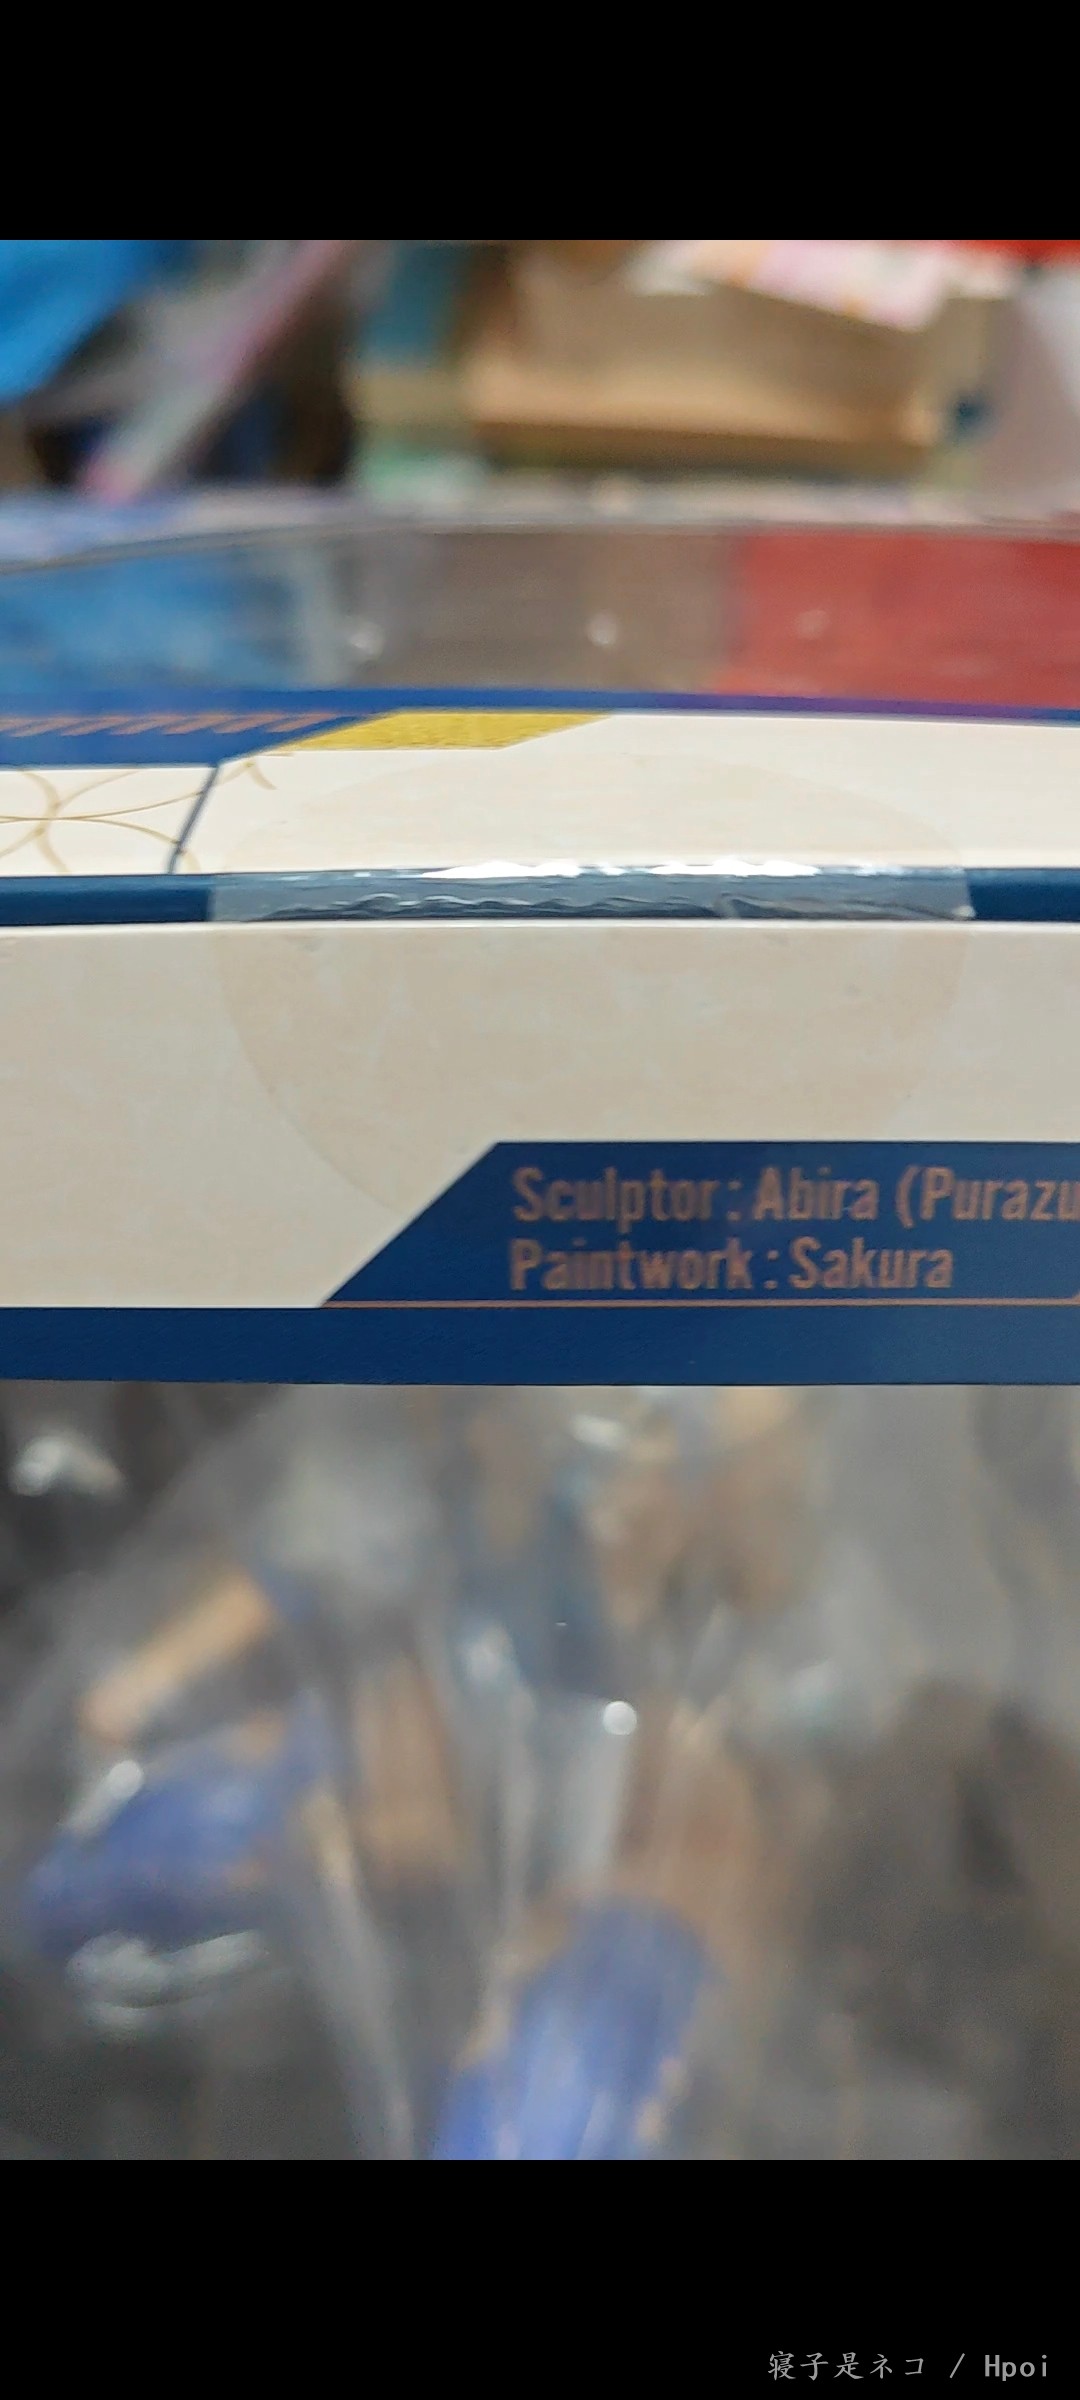 Sculptor : Abira (Purazu
Paintwork : Sakura
寝子是ネコ / Hpoi